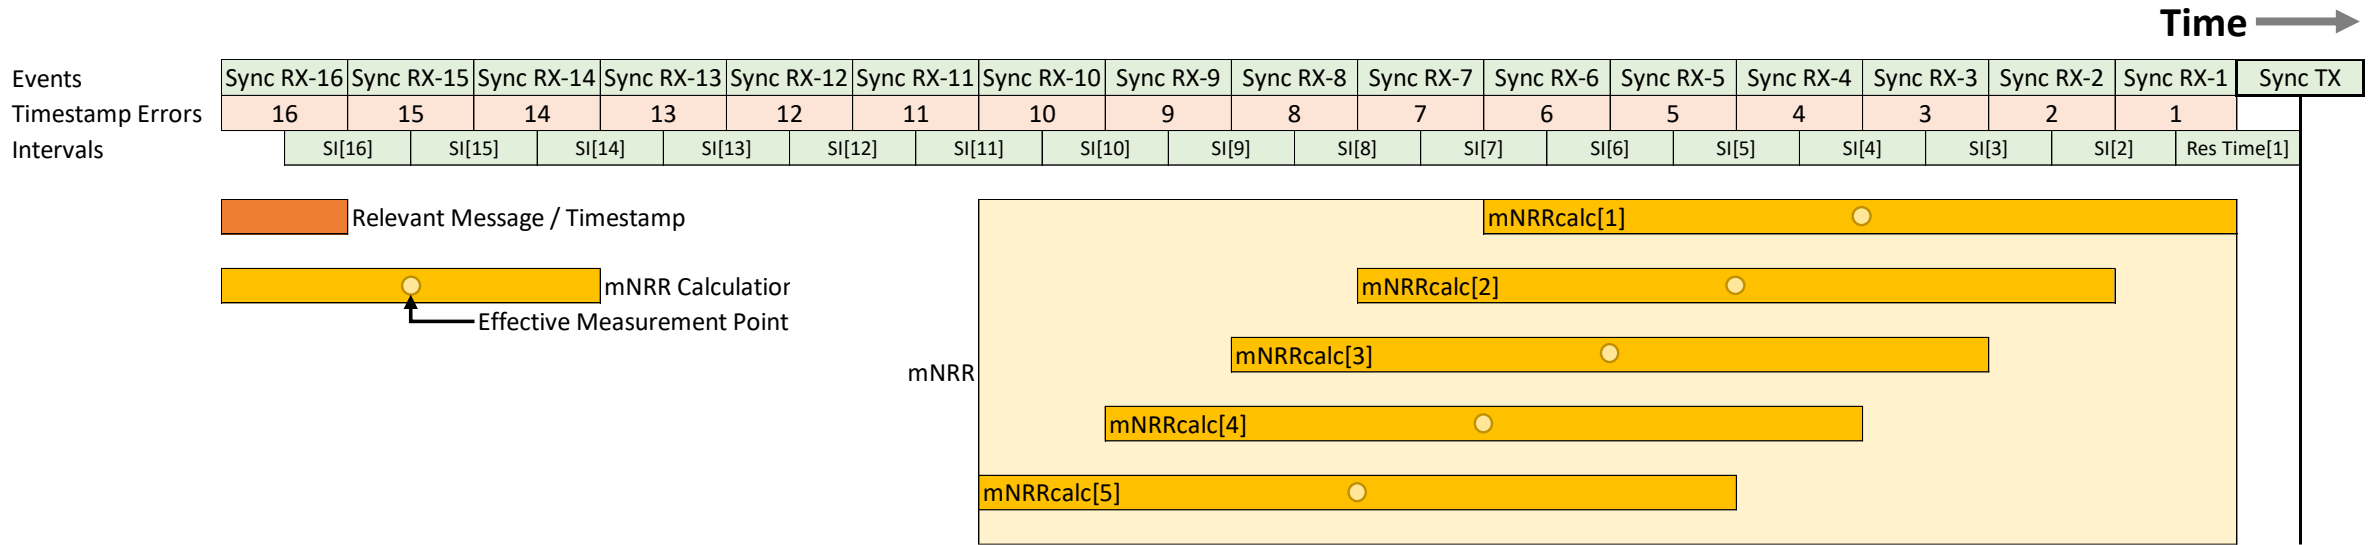 Time
Events Sync RX-16 Sync RX-15 Sync RX-14 Sync RX-13 Sync RX-12 Sync RX-11 Sync RX-10 Sync RX-9 Sync RX-8 Sync RX-7 Sync RX-6 Sync RX-5 Sync RX-4 Sync RX-3 Sync RX-2 Sync RX-1 Sync TX
Timestamp Errors 16 15 14 13 12 11 10 9 8 7 6 5 4 3 2 1
Intervals SI[16] SI[15] SI[14] SI[13] SI[12] SI[11] SI[10] SI[9] SI[8] SI[7] SI[6] SI[5] SI[4] SI[3] SI[2] Res Time[1]
Relevant Message / Timestamp
mNRRcalc[1]
mNRR Calculation
mNRRcalc[2]
Effective Measurement Point
mNRRcalc[3]
mNRR
mNRRcalc[4]
mNRRcalc[5]